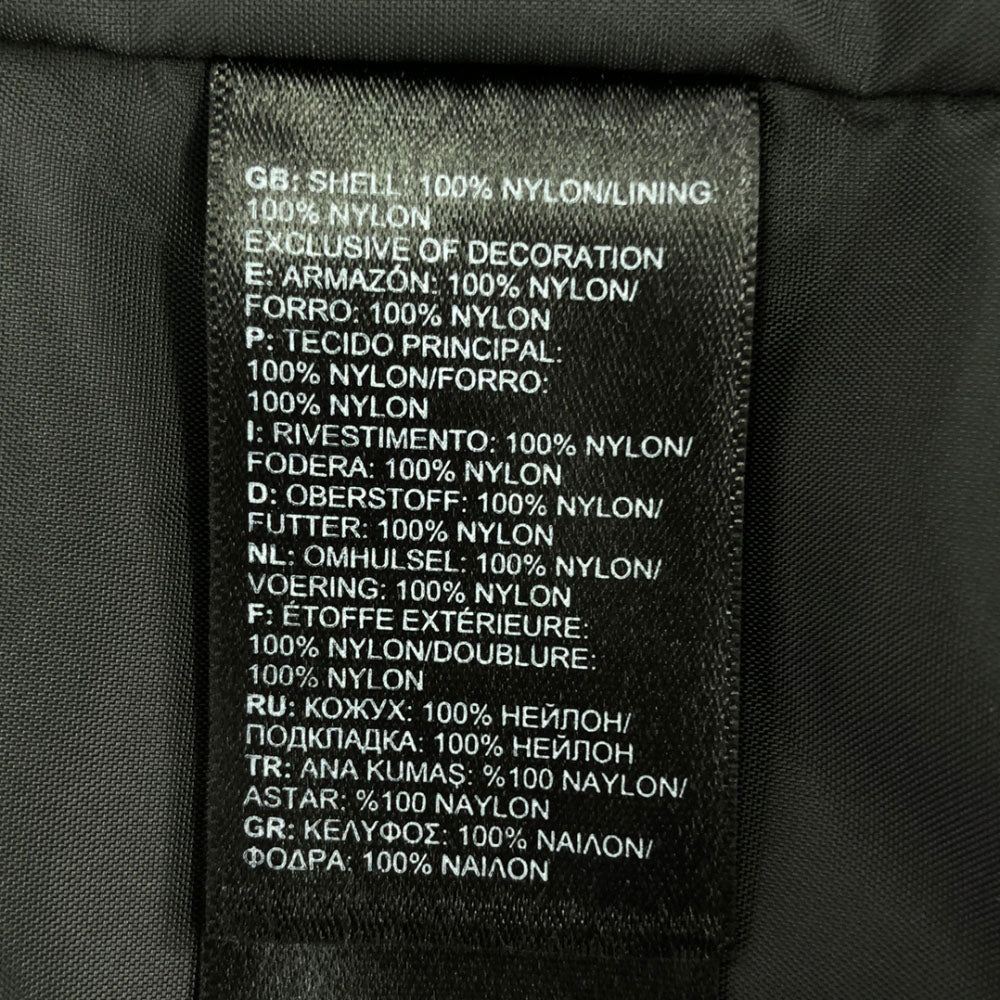 GB: SHELL: 100% NYLON/LINING:
100% NYLON
EXCLUSIVE OF DECORATION
E: ARMAZÓN: 100% NYLON/
FORRO: 100% NYLON
P: TECIDO PRINCIPAL:
100% NYLON/FORRO:
100% NYLON
I: RIVESTIMENTO: 100% NYLON/
FODERA: 100% NYLON
D: OBERSTOFF: 100% NYLON/
FUTTER: 100% NYLON
NL: OMHULSEL: 100% NYLON/
VOERING: 100% NYLON
F: ÉTOFFE EXTÉRIEURE:
100% NYLON/DOUBLURE:
100% NYLON
RU: КОЖУХ: 100% НЕЙЛОН/
ПОДКЛАДКА: 100% НЕЙЛОН
TR: ANA KUMAŞ: %100 NAYLON/
ASTAR: %100 NAYLON
GR: ΚΕΛΥΦΟΣ: 100% ΝΑΙΛΟΝ/
ΦΟΔΡΑ: 100% ΝΑΙΛΟΝ